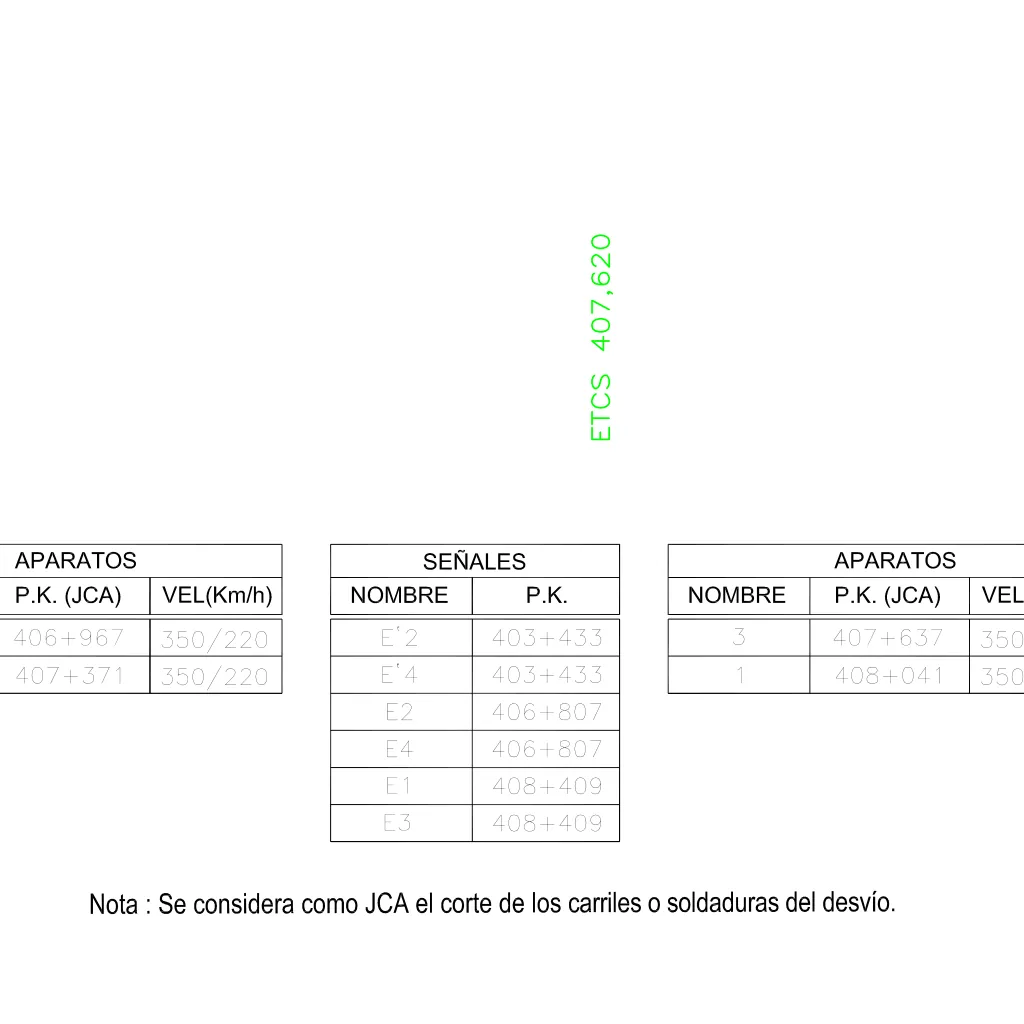 ETCS 407,620
APARATOS
P.K. (JCA) VEL(Km/h)
406+967 350/220
407+371 350/220
SEÑALES
NOMBRE P.K.
E'2 403+433
E'4 403+433
E2 406+807
E4 406+807
E1 408+409
E3 408+409
APARATOS
NOMBRE P.K. (JCA) VEL
3 407+637 350
1 408+041 350
Nota : Se considera como JCA el corte de los carriles o soldaduras del desvío.